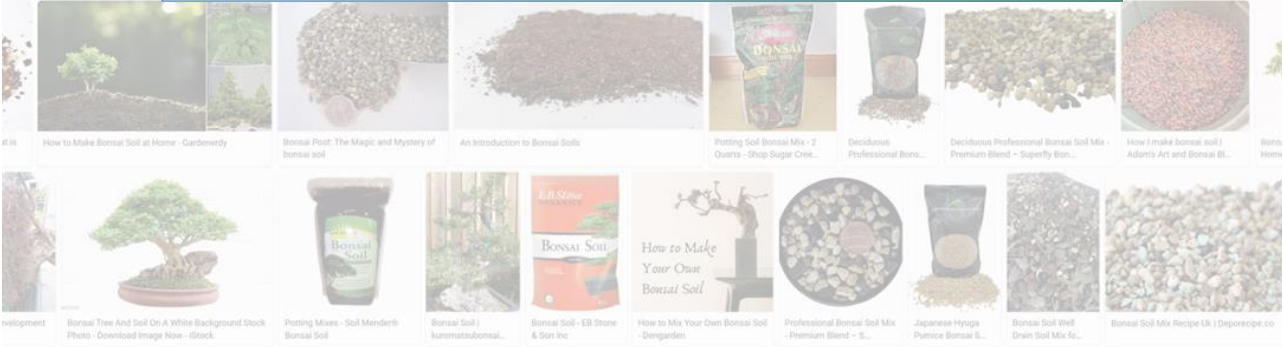 How to Make Bonsai Soil at Home - Gardenerdy
Bonsai Post: The Magic and Mystery of
bonsai soil
An Introduction to Bonsai Soils
BONSAI
Potting Soil Bonsai Mix - 2
Quarts - Shop Sugar Cree...
Deciduous
Professional Bons...
Deciduous Professional Bonsai Soil Mix -
Premium Blend – Superfly Bon...
How I make bonsai soil |
Adam's Art and Bonsai Bl...
Bonsai Tree And Soil On A White Background Stock
Photo - Download Image Now - iStock
Bonsai
Soil
Potting Mixes - Soil Mender®
Bonsai Soil
Bonsai Soil |
kuromatsubonsai...
E.B. Stone
ORGANICS
BONSAI SOIL
Bonsai Soil - EB Stone
& Son Inc
How to Make
Your Own
Bonsai Soil
How to Mix Your Own Bonsai Soil
- Dengarden
Professional Bonsai Soil Mix
- Premium Blend – S...
Japanese Hyuga
Pumice Bonsai S...
Bonsai Soil Well
Drain Soil Mix fo...
Bonsai Soil Mix Recipe Uk | Deporecipe.co